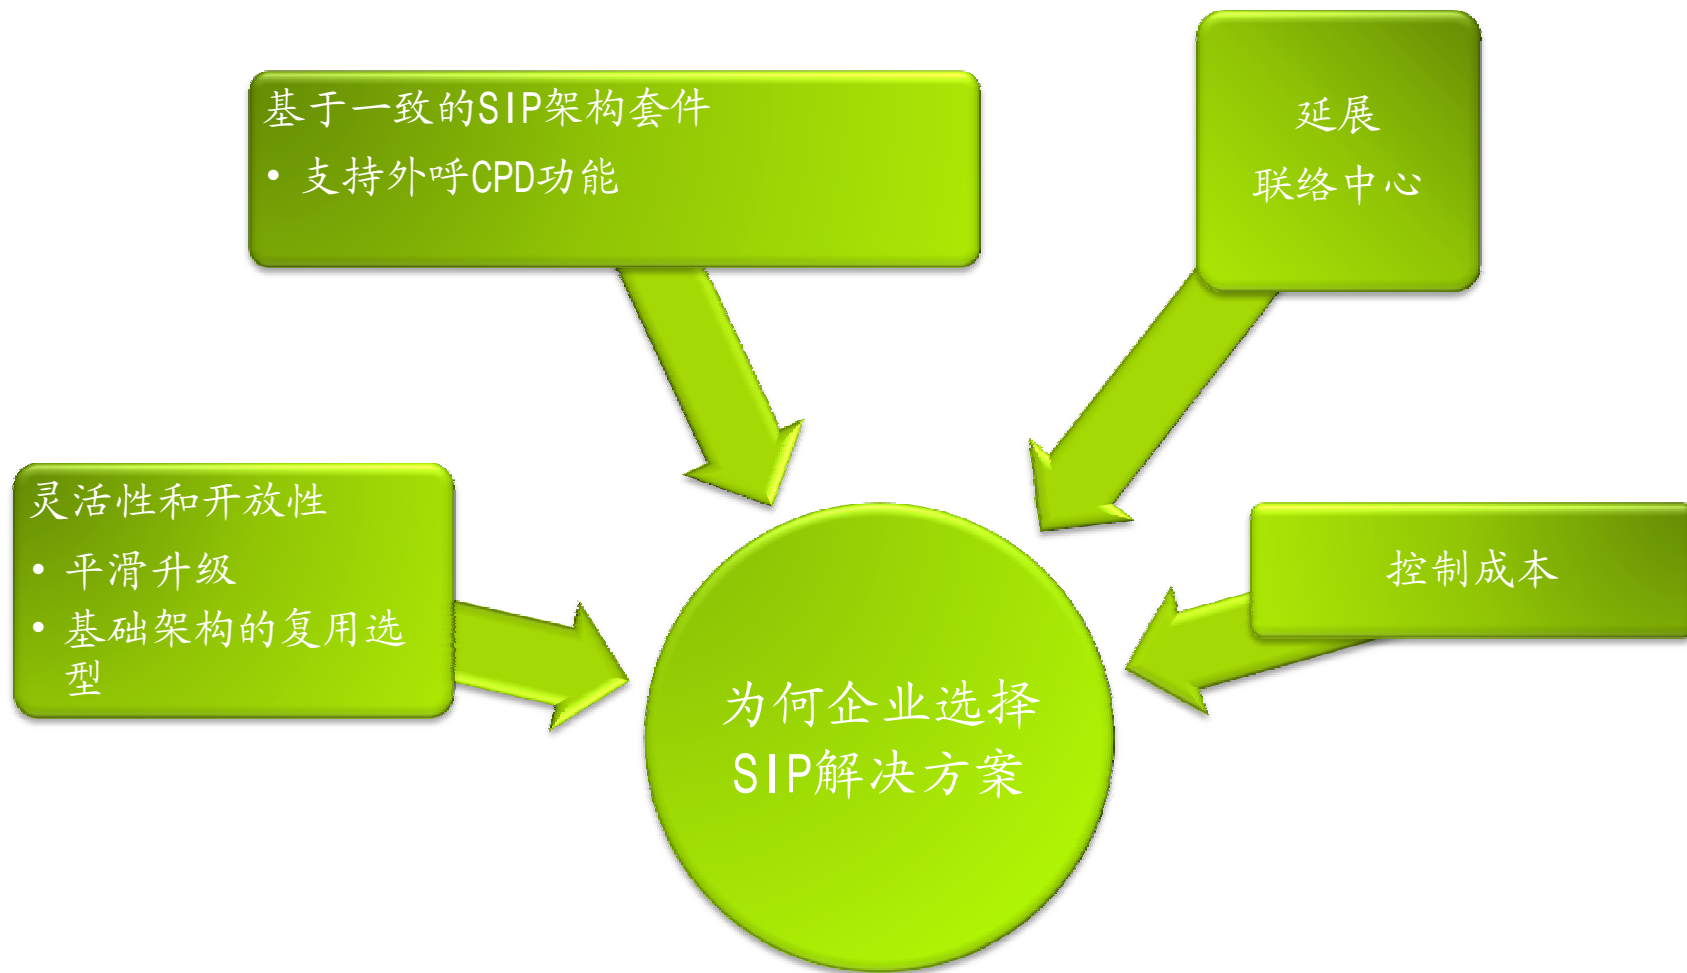 基于一致的SIP架构套件
• 支持外呼CPD功能
延展
联络中心
灵活性和开放性
• 平滑升级
• 基础架构的复用选
型
控制成本
为何企业选择
SIP解决方案